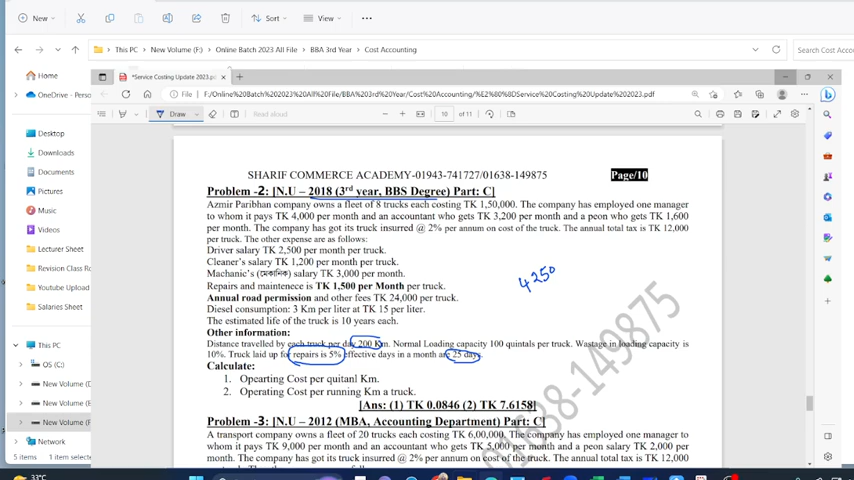 New
Sort
View
This PC > New Volume (F:) > Online Batch 2023 All File > BBA 3rd Year > Cost Accounting
Search Cost Accou
Home
OneDrive - Perso
Desktop
Downloads
Documents
Pictures
Music
Videos
Lecturer Sheet
Revision Class Ro
Youtube Upload
Salaries Sheet
This PC
OS (C:)
New Volume (D
New Volume (E
New Volume (F:
Network
5 items
1 item selec
33°C
*Service Costing Update 2023.pdf
File
F:/Online%20Batch%202023%20All%20File/BBA%203rd%20Year/Cost%20Accounting/%E2%80%8DService%20Costing%20Update%202023.pdf
Draw
Read aloud
10 of 11
SHARIF COMMERCE ACADEMY-01943-741727/01638-149875
Page/10
Problem -2: [N.U – 2018 (3rd year, BBS Degree) Part: C]
Azmir Paribhan company owns a fleet of 8 trucks each costing TK 1,50,000. The company has employed one manager
to whom it pays TK 4,000 per month and an accountant who gets TK 3,200 per month and a peon who gets TK 1,600
per month. The company has got its truck insurred @ 2% per annum on cost of the truck. The annual total tax is TK 12,000
per truck. The other expense are as follows:
Driver salary TK 2,500 per month per truck.
Cleaner's salary TK 1,200 per month per truck.
Machanic's (মেকানিক) salary TK 3,000 per month.
Repairs and maintenece is TK 1,500 per Month per truck.
Annual road permission and other fees TK 24,000 per truck.
Diesel consumption: 3 Km per liter at TK 15 per liter.
The estimated life of the truck is 10 years each.
4250
Other information:
Distance travelled by each truck per day 200 Km. Normal Loading capacity 100 quintals per truck. Wastage in loading capacity is
10%. Truck laid up for repairs is 5% effective days in a month are 25 days.
Calculate:
1. Opearting Cost per quitanl Km.
2. Operating Cost per running Km a truck.
[Ans: (1) TK 0.0846 (2) TK 7.6158]
Problem -3: [N.U – 2012 (MBA, Accounting Department) Part: C]
A transport company owns a fleet of 20 trucks each costing TK 6,00,000. The company has employed one manager to
whom it pays TK 9,000 per month and an accountant who gets TK 5,000 per month and a peon salary TK 2,000 per
month. The company has got its truck insurred @ 2% per annum on cost of the truck. The annual total tax is TK 12,000
01638-149875